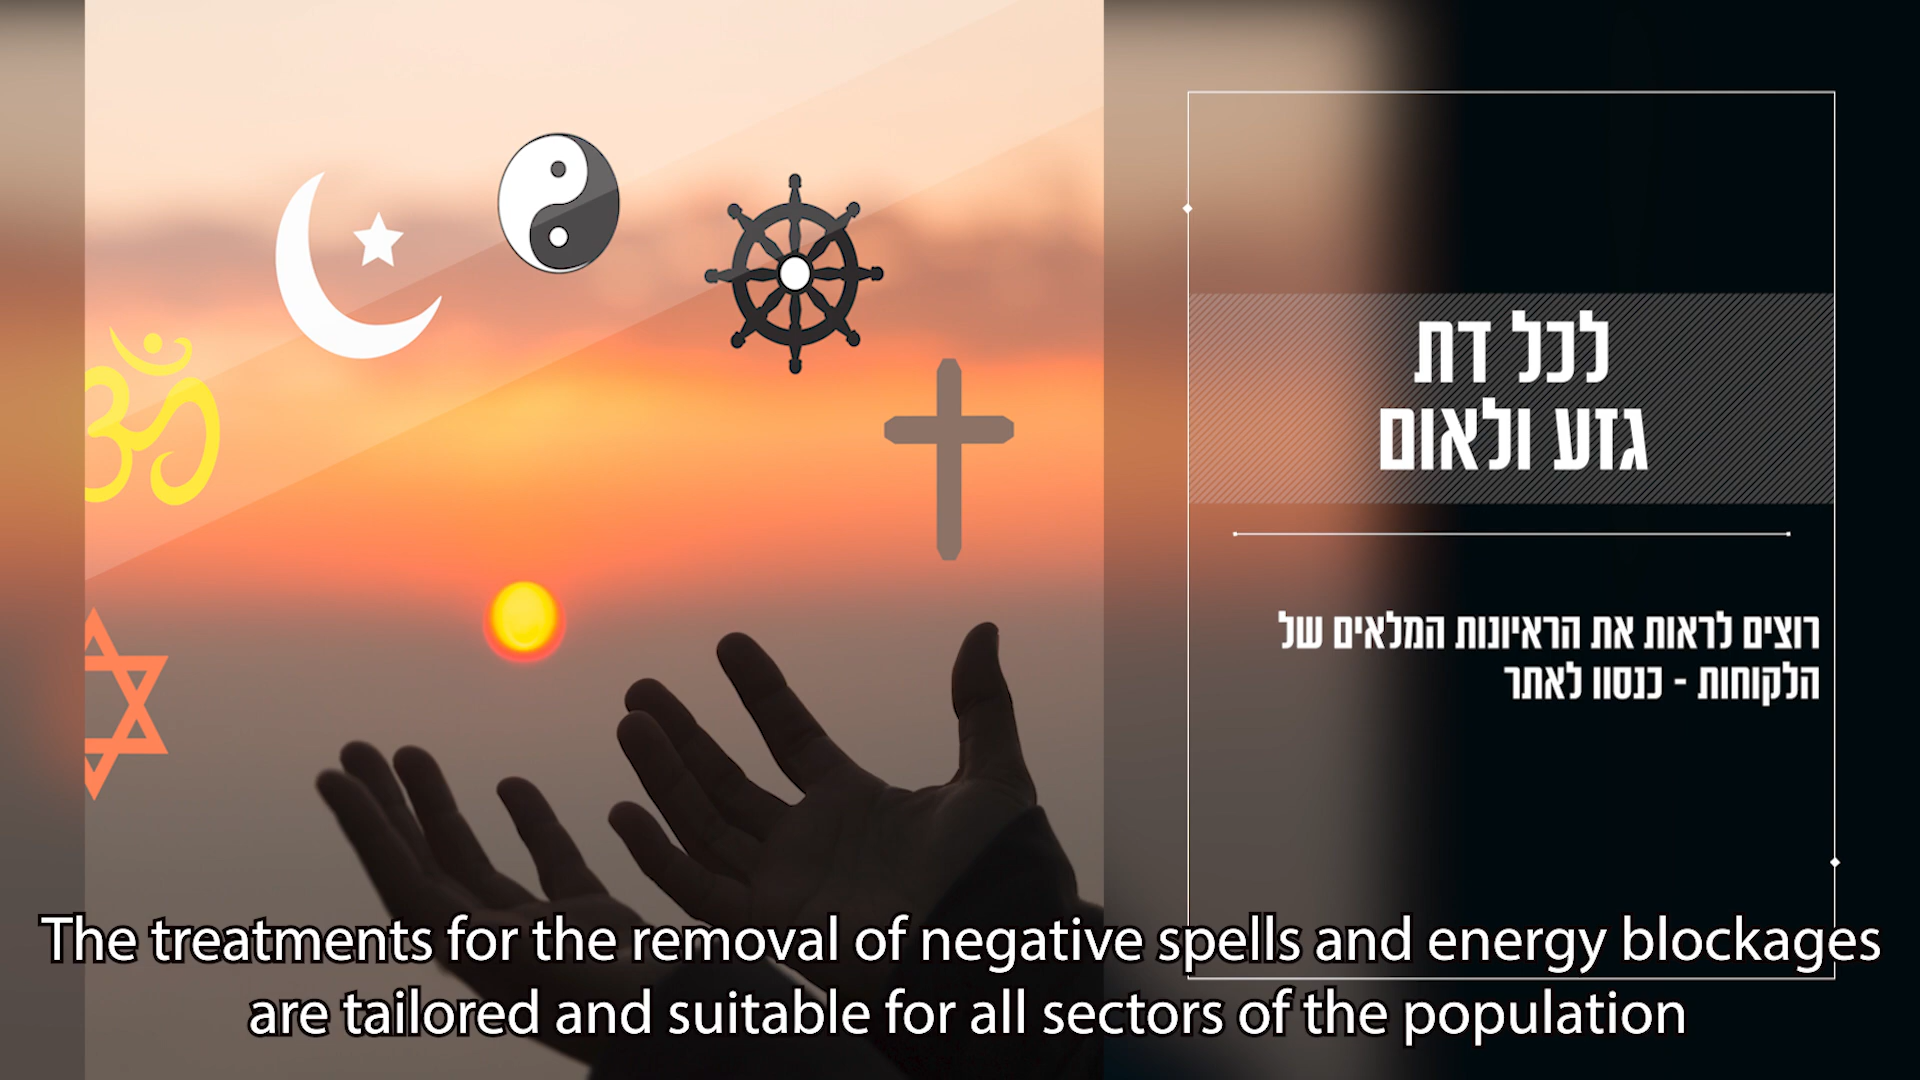 לכל דת
גזע ולאום
רוצים לראות את הראיונות המלאים של
הלקוחות - כנסוו לאתר
The treatments for the removal of negative spells and energy blockages
are tailored and suitable for all sectors of the population